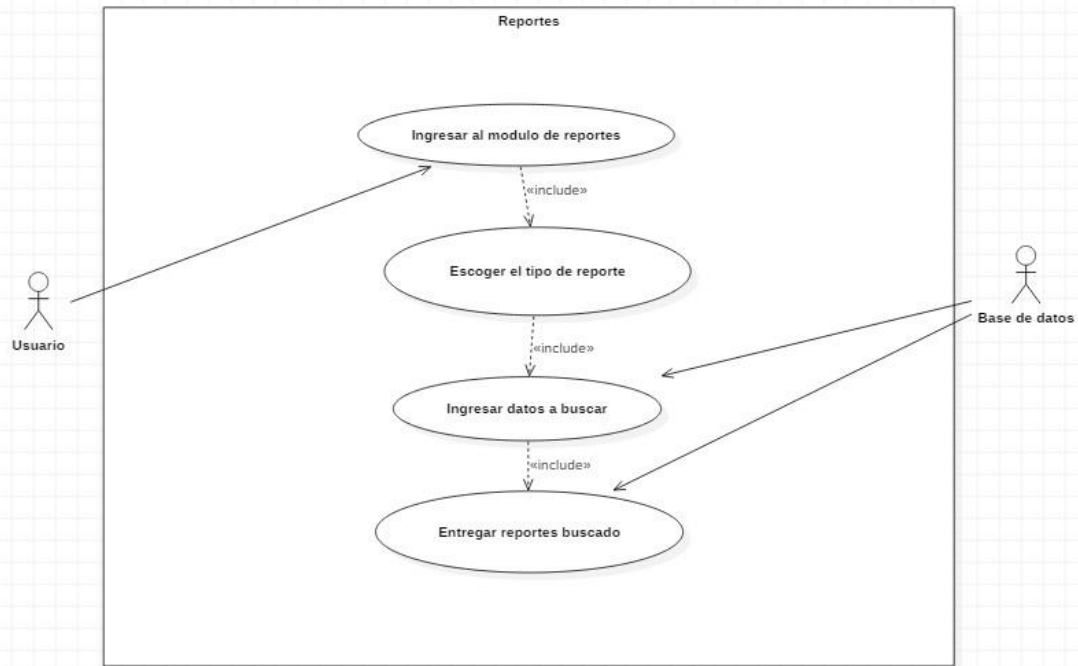 Reportes
Ingresar al modulo de reportes
«include»
Escoger el tipo de reporte
Usuario
Base de datos
«include»
Ingresar datos a buscar
«include»
Entregar reportes buscado